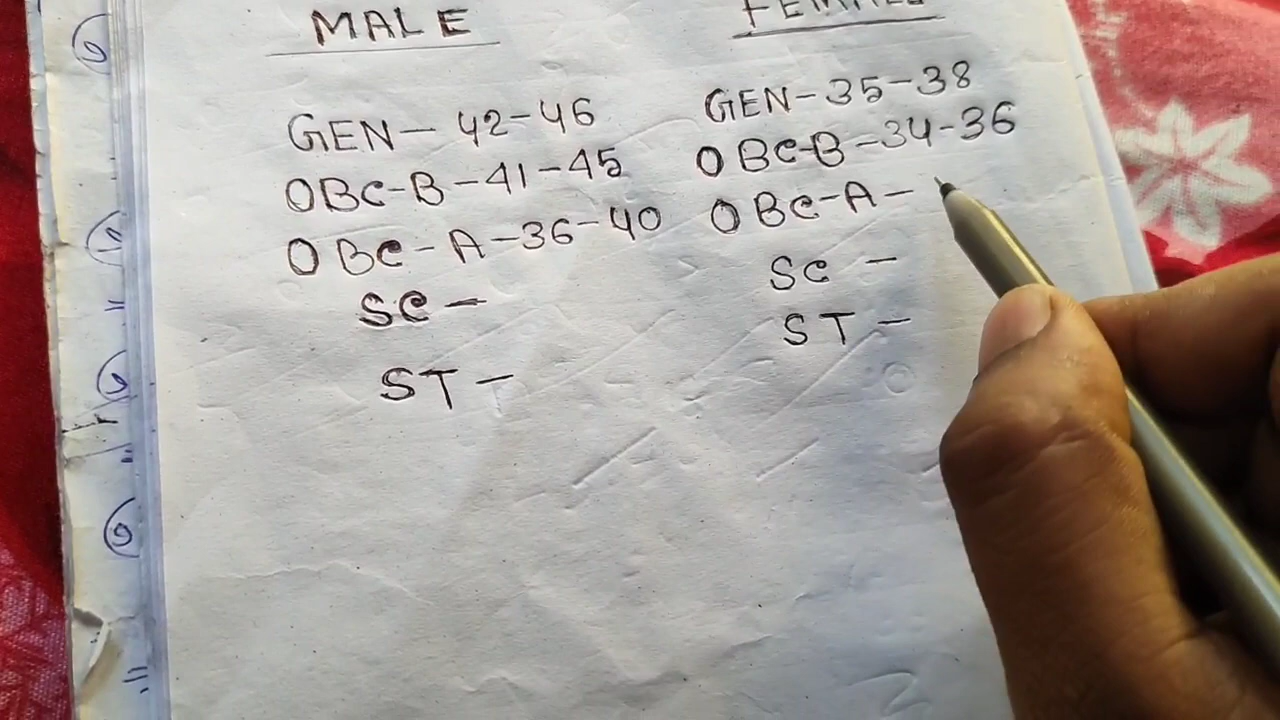 MALE
GEN - 42-46
OBC-B-41-45
OBC-A-36-40
SC -
ST -
FEMALE
GEN-35-38
OBC-B-34-36
OBC-A-
SC -
ST -